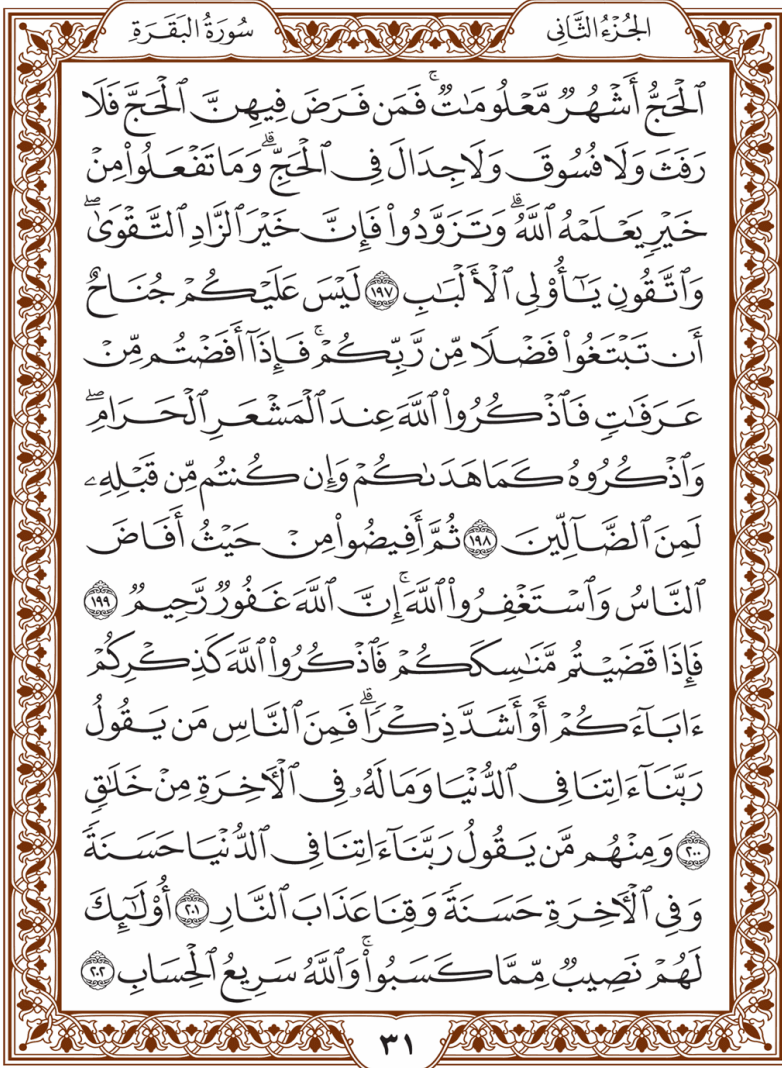 الجُزْءُ الثَّانِي
سُورَةُ البَقَرَةِ
ٱلْحَجُّ أَشْهُرٌ مَّعْلُومَٰتٌ ۚ فَمَن فَرَضَ فِيهِنَّ ٱلْحَجَّ فَلَا
رَفَثَ وَلَا فُسُوقَ وَلَا جِدَالَ فِى ٱلْحَجِّ ۗ وَمَا تَفْعَلُوا۟ مِنْ
خَيْرٍ يَعْلَمْهُ ٱللَّهُ ۗ وَتَزَوَّدُوا۟ فَإِنَّ خَيْرَ ٱلزَّادِ ٱلتَّقْوَىٰ ۖ
وَٱتَّقُونِ يَـٰٓأُو۟لِى ٱلْأَلْبَـٰبِ ١٩٧ لَيْسَ عَلَيْكُمْ جُنَاحٌ
أَن تَبْتَغُوا۟ فَضْلًا مِّن رَّبِّكُمْ ۚ فَإِذَآ أَفَضْتُم مِّنْ
عَرَفَـٰتٍ فَٱذْكُرُوا۟ ٱللَّهَ عِندَ ٱلْمَشْعَرِ ٱلْحَرَامِ ۖ
وَٱذْكُرُوهُ كَمَا هَدَىٰكُمْ وَإِن كُنتُم مِّن قَبْلِهِۦ
لَمِنَ ٱلضَّآلِّينَ ١٩٨ ثُمَّ أَفِيضُوا۟ مِنْ حَيْثُ أَفَاضَ
ٱلنَّاسُ وَٱسْتَغْفِرُوا۟ ٱللَّهَ ۚ إِنَّ ٱللَّهَ غَفُورٌ رَّحِيمٌ ١٩٩
فَإِذَا قَضَيْتُم مَّنَـٰسِكَكُمْ فَٱذْكُرُوا۟ ٱللَّهَ كَذِكْرِكُمْ
ءَابَآءَكُمْ أَوْ أَشَدَّ ذِكْرًا ۗ فَمِنَ ٱلنَّاسِ مَن يَقُولُ
رَبَّنَآ ءَاتِنَا فِى ٱلدُّنْيَا وَمَا لَهُۥ فِى ٱلْـَٔاخِرَةِ مِنْ خَلَـٰقٍ
٢٠٠ وَمِنْهُم مَّن يَقُولُ رَبَّنَآ ءَاتِنَا فِى ٱلدُّنْيَا حَسَنَةً
وَفِى ٱلْـَٔاخِرَةِ حَسَنَةً وَقِنَا عَذَابَ ٱلنَّارِ ٢٠١ أُو۟لَـٰٓئِكَ
لَهُمْ نَصِيبٌ مِّمَّا كَسَبُوا۟ ۚ وَٱللَّهُ سَرِيعُ ٱلْحِسَابِ ٢٠٢
٣١